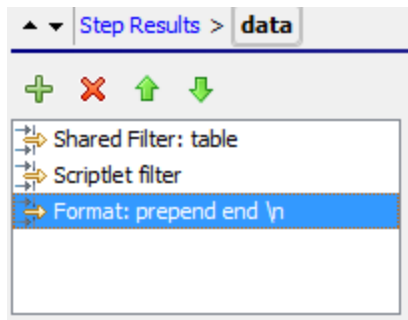 Step Results > data
Shared Filter: table
Scriptlet filter
Format: prepend end \n